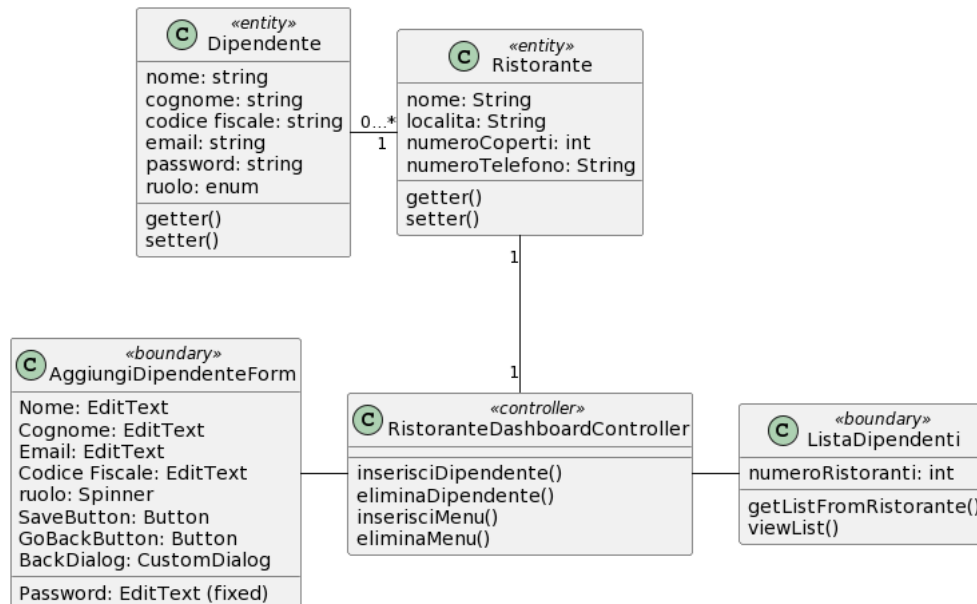 «entity»
C Dipendente
nome: string
cognome: string
codice fiscale: string
email: string
password: string
ruolo: enum
getter()
setter()
0...*
1
«entity»
C Ristorante
nome: String
localita: String
numeroCoperti: int
numeroTelefono: String
getter()
setter()
1
1
«boundary»
C AggiungiDipendenteForm
Nome: EditText
Cognome: EditText
Email: EditText
Codice Fiscale: EditText
ruolo: Spinner
SaveButton: Button
GoBackButton: Button
BackDialog: CustomDialog
Password: EditText (fixed)
«controller»
C RistoranteDashboardController
inserisciDipendente()
eliminaDipendente()
inserisciMenu()
eliminaMenu()
«boundary»
C ListaDipendenti
numeroRistoranti: int
getListFromRistorante()
viewList()